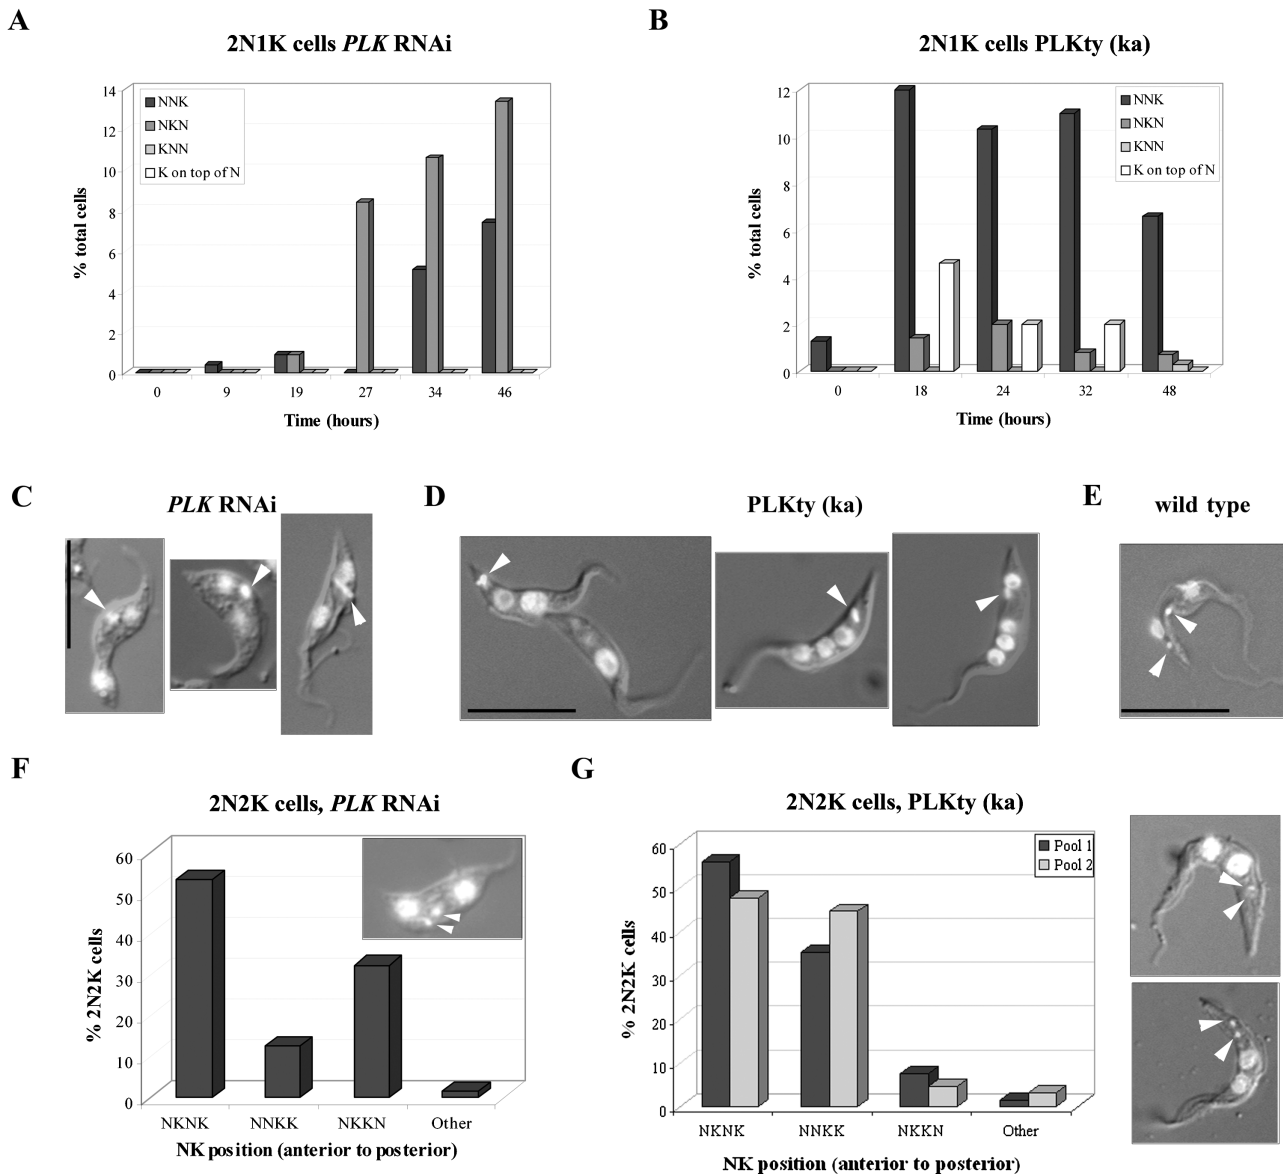 A
2N1K cells PLK RNAi
14
12
10
8
6
4
2
0
% total cells
NNK
NKN
KNN
K on top of N
0 9 19 27 34 46
Time (hours)
B
2N1K cells PLKty (ka)
12
10
8
6
4
2
0
% total cells
NNK
NKN
KNN
K on top of N
0 18 24 32 48
Time (hours)
C
PLK RNAi
D
PLKty (ka)
E
wild type
F
2N2K cells, PLK RNAi
60
50
40
30
20
10
0
% 2N2K cells
NKNK NNKK NKKN Other
NK position (anterior to posterior)
G
2N2K cells, PLKty (ka)
60
50
40
30
20
10
0
% 2N2K cells
Pool 1
Pool 2
NKNK NNKK NKKN Other
NK position (anterior to posterior)